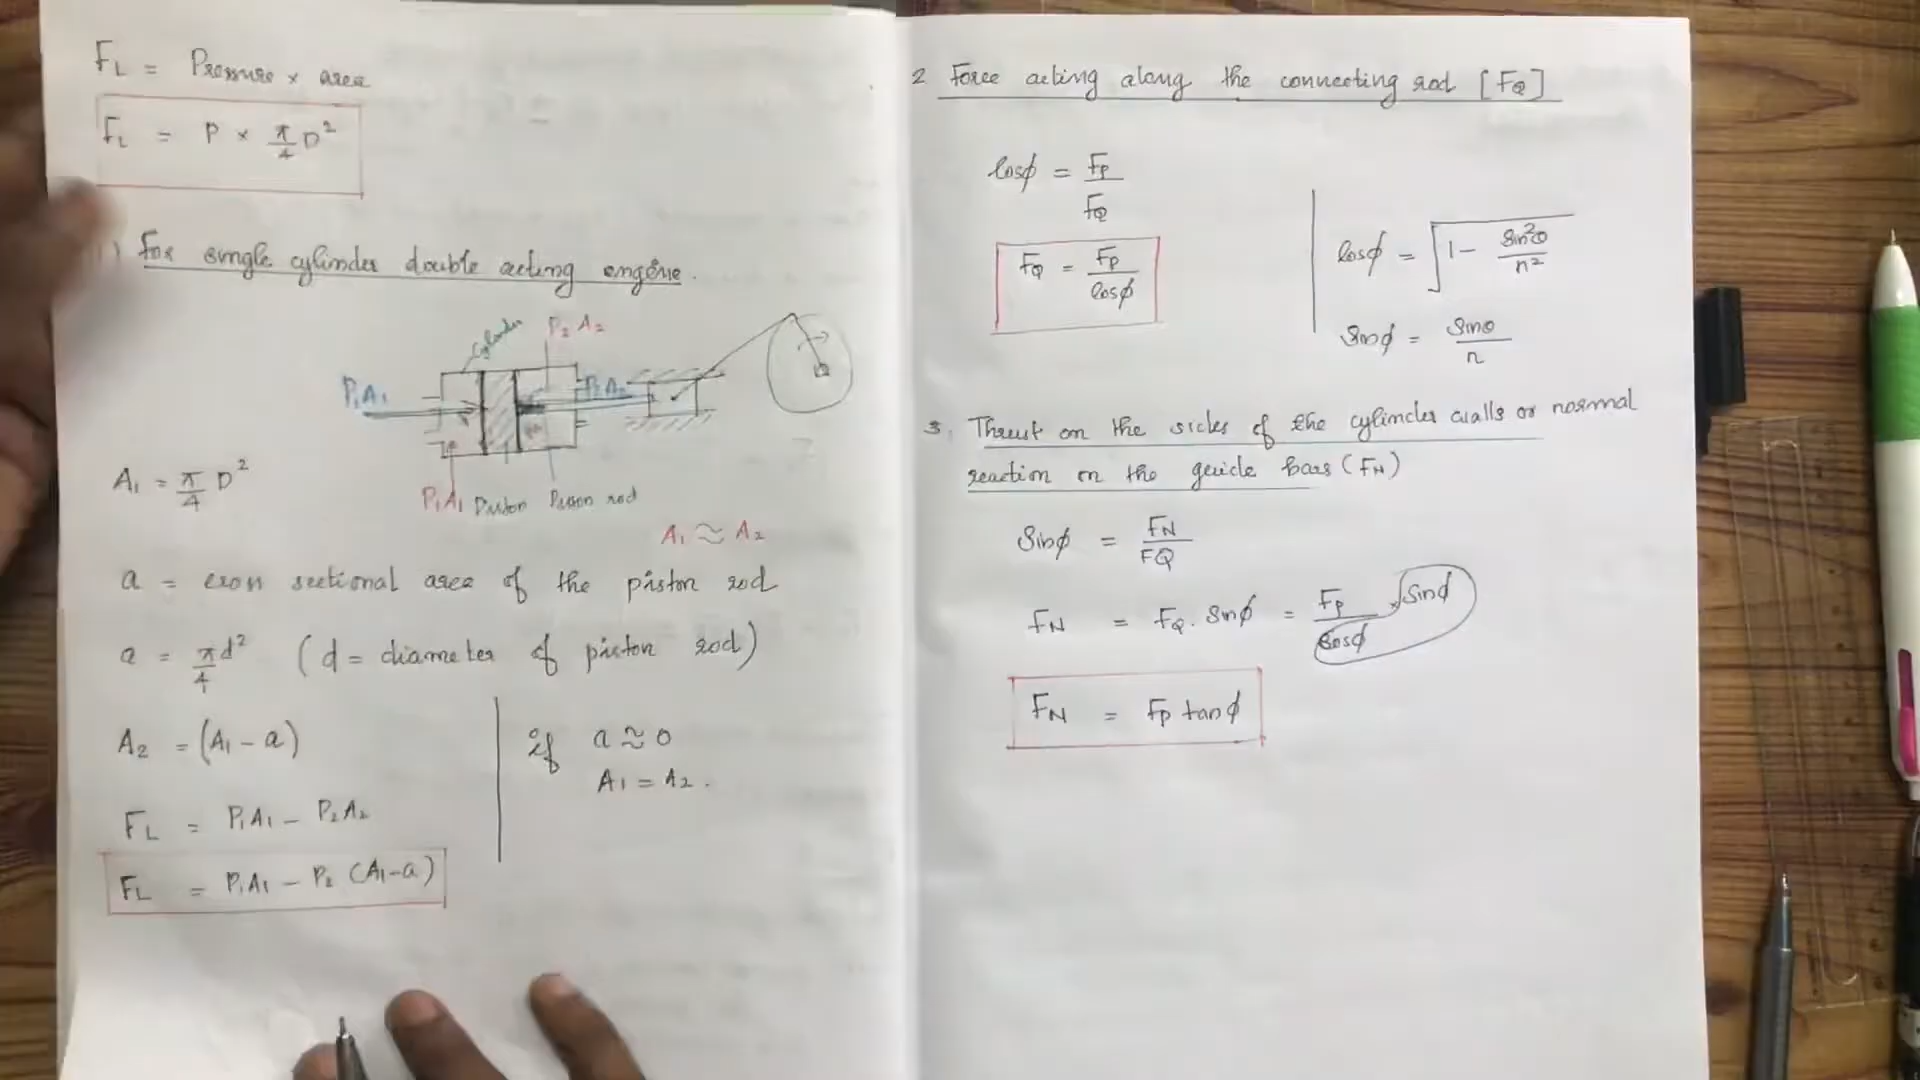 FL = Pressure × area
FL = P × π/4 D²
) For single cylinder double acting engine.
Cylinder
P2 A2
P1A1
P1A1 Piston Piston rod
A1 = π/4 D²
A1 ≈ A2
a = cross sectional area of the piston rod
a = π/4 d² (d = diameter of piston rod)
A2 = (A1 - a)
if a ≈ 0
A1 = A2.
FL = P1A1 - P2A2
FL = P1A1 - P2 (A1-a)
2 Force acting along the connecting rod [FQ]
Cosφ = FP/FQ
FQ = FP/Cosφ
Cosφ = √(1 - Sin²θ/n²)
Sinφ = Sinθ/n
3. Thrust on the sides of the cylinder walls or normal
reaction on the guide bars (FN)
Sinφ = FN/FQ
FN = FQ. Sinφ = FP/Cosφ × Sinφ
FN = FP tanφ